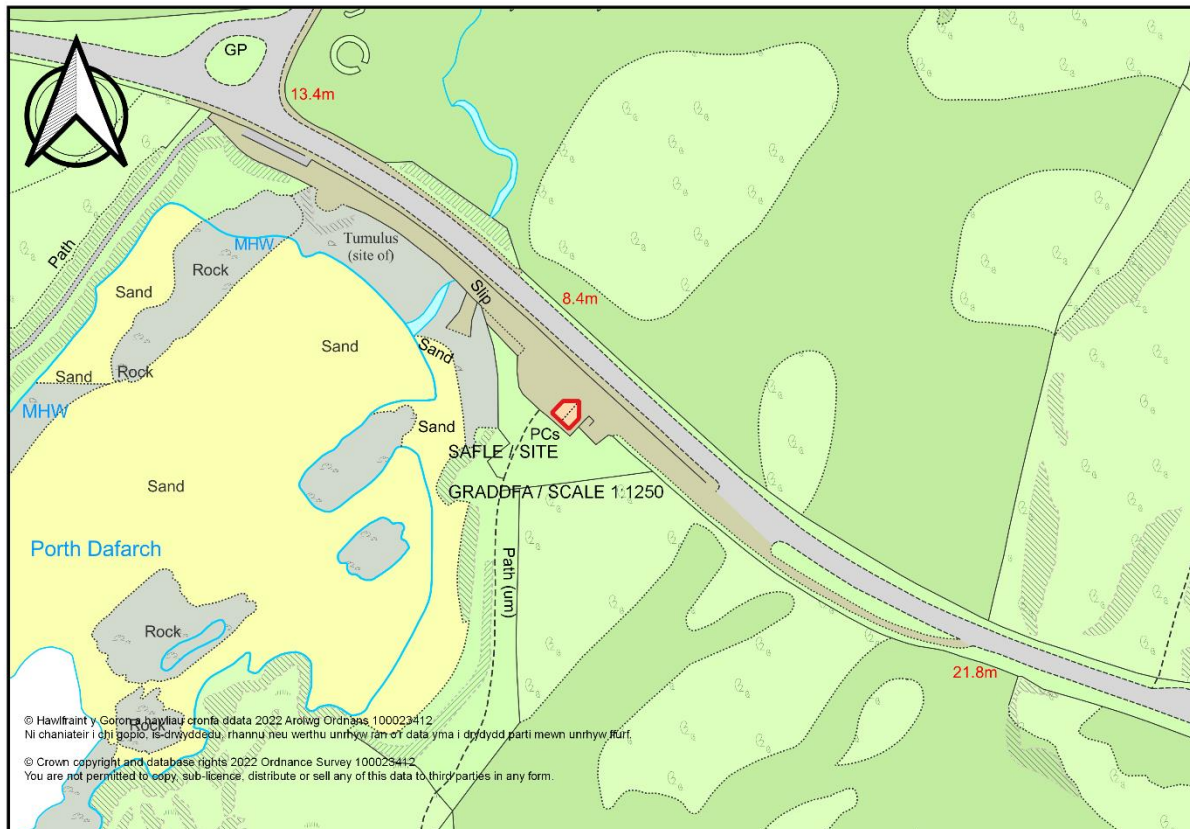 GP
13.4m
Path
MHW
Tumulus
(site of)
Rock
Sand
Slip
8.4m
Sand
Sand
Sand
Rock
MHW
Sand
PCs
SAFLE / SITE
Sand
GRADDFA / SCALE 1:1250
Porth Dafarch
Path (um)
Rock
21.8m
Rock
© Hawlfraint y Goron a hawliau cronfa ddata 2022 Arolwg Ordnans 100023412
Ni chaniateir i chi gopïo, is-drwyddedu, rhannu neu werthu unrhyw ran o'r data yma i drydydd parti mewn unrhyw ffurf.
© Crown copyright and database rights 2022 Ordnance Survey 100023412
You are not permitted to copy, sub-licence, distribute or sell any of this data to third parties in any form.